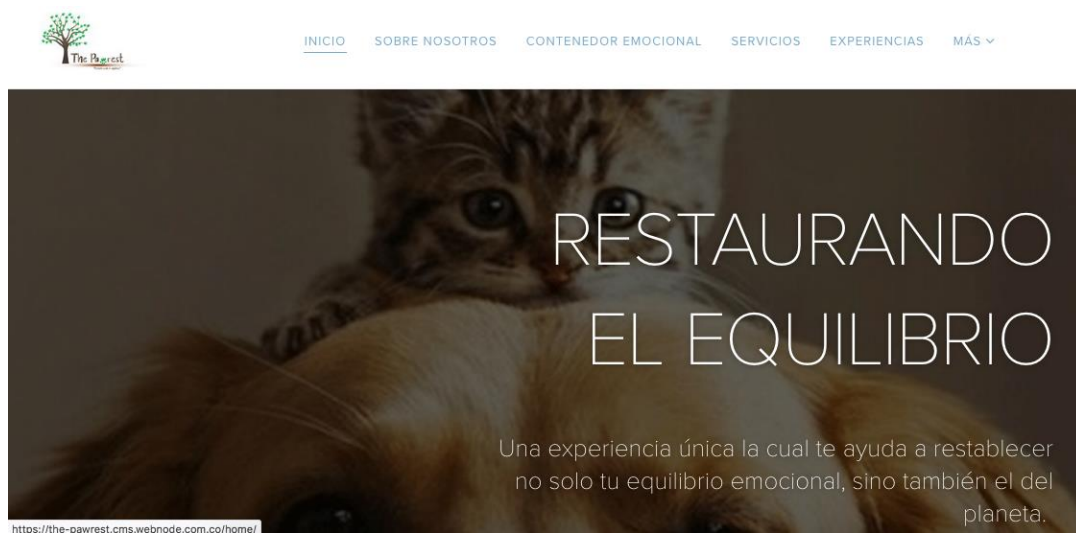 The Pawrest
INICIO SOBRE NOSOTROS CONTENEDOR EMOCIONAL SERVICIOS EXPERIENCIAS MÁS
RESTAURANDO
EL EQUILIBRIO
Una experiencia única la cual te ayuda a restablecer
no solo tu equilibrio emocional, sino también el del
planeta.
https://the-pawrest.cms.webnode.com.co/home/